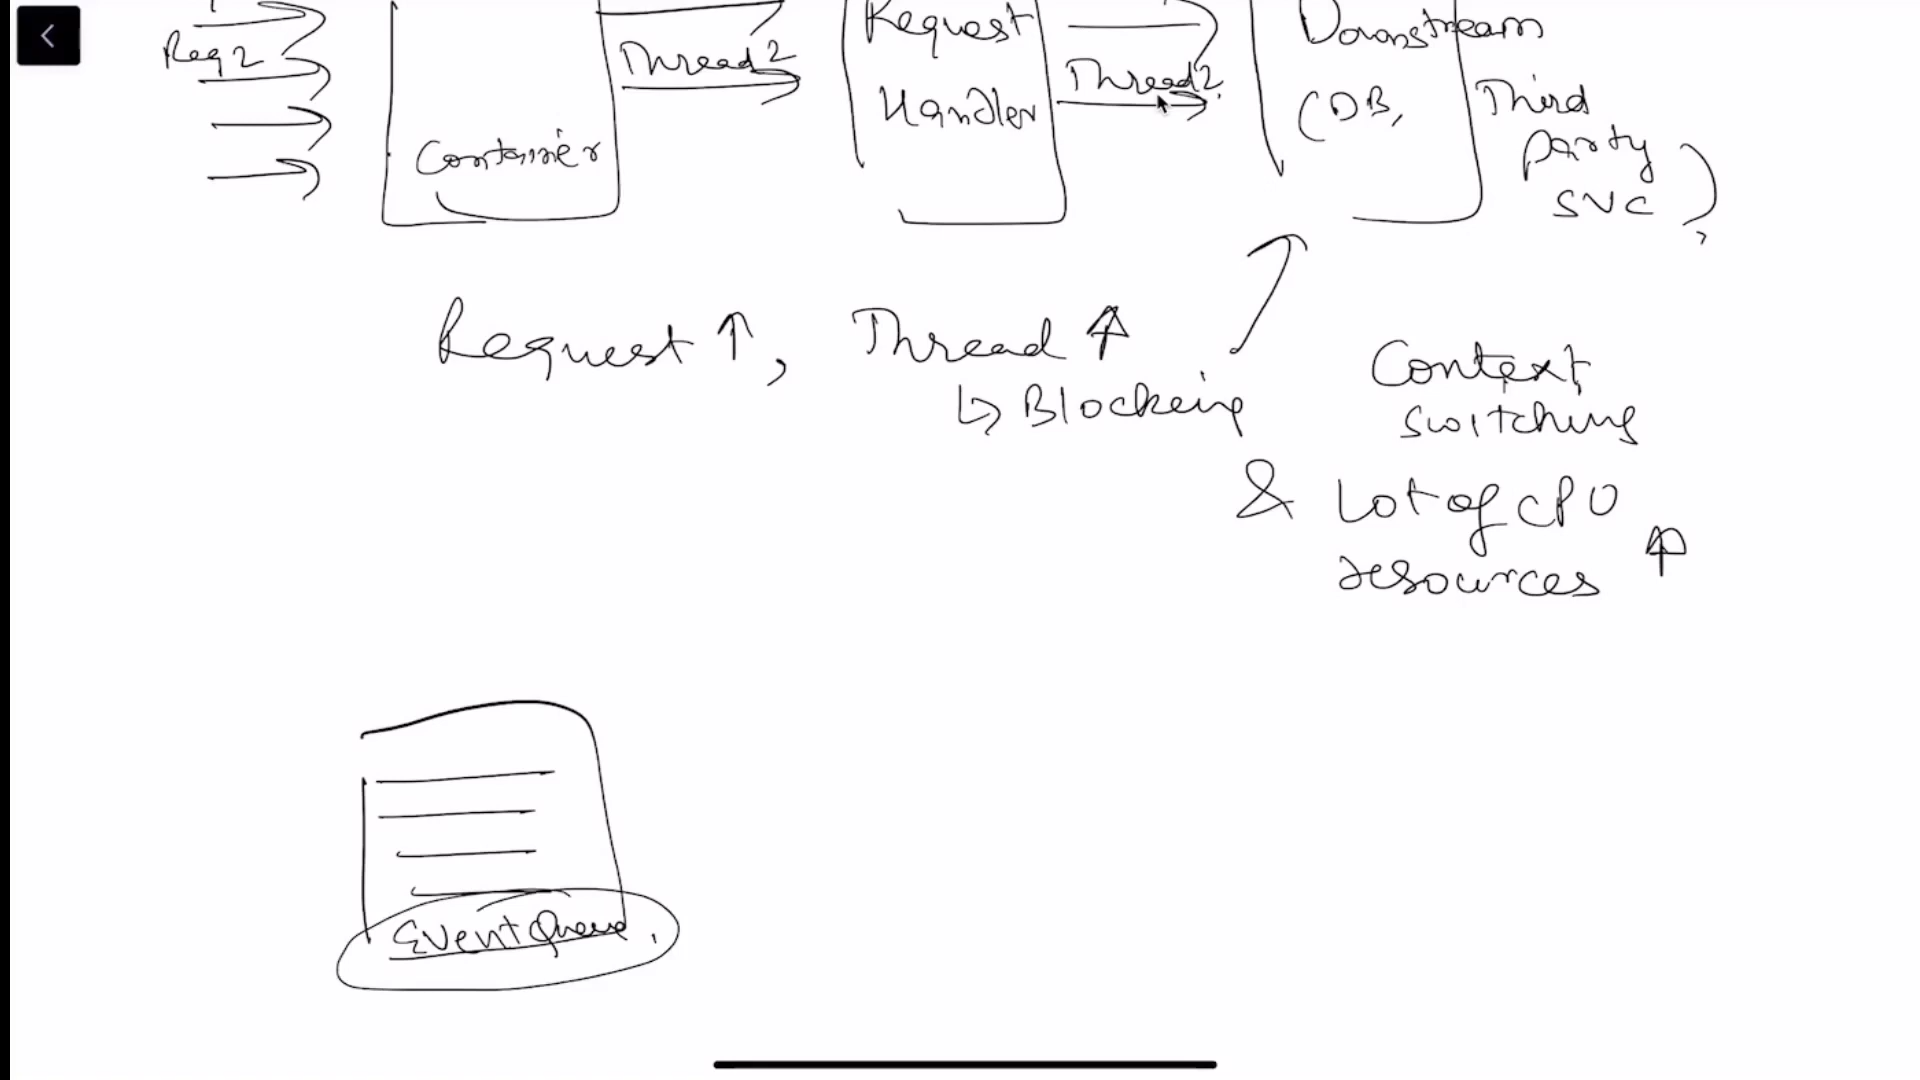 Req 2
Thread 2
Request
Handler
Thread 2
Downstream
(DB, Third
party
svc)
Container
Request ↑, Thread ↑
↳ Blocking
Context
switching
& Lot of CPU
resources ↑
Event Queue